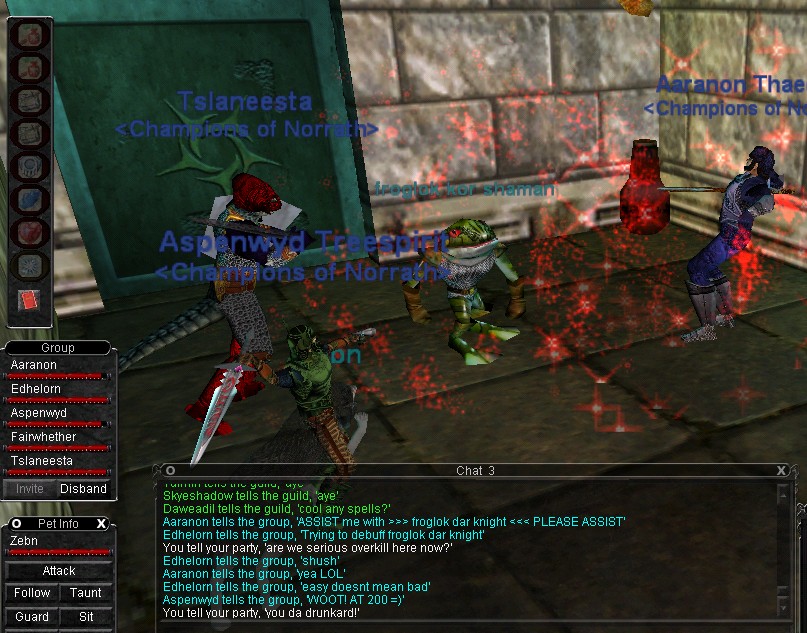 Tslaneesta
<Champions of Norrath>
Aaranon Thae
<Champions of No
froglok kor shaman
Aspenwyd Treespirit
<Champions of Norrath>
on
Group
Aaranon
Edhelorn
Aspenwyd
Fairwhether
Tslaneesta
Invite Disband
O Pet Info X
Zebn
Attack
Follow Taunt
Guard Sit
O Chat 3 X
Skyeshadow tells the guild, 'aye'
Daweadil tells the guild, 'cool any spells?'
Aaranon tells the group, 'ASSIST me with >>> froglok dar knight <<< PLEASE ASSIST'
Edhelorn tells the group, 'Trying to debuff froglok dar knight'
You tell your party, 'are we serious overkill here now?'
Edhelorn tells the group, 'shush'
Aaranon tells the group, 'yea LOL'
Edhelorn tells the group, 'easy doesnt mean bad'
Aspenwyd tells the group, 'WOOT! AT 200 =)'
You tell your party, 'you da drunkard!'